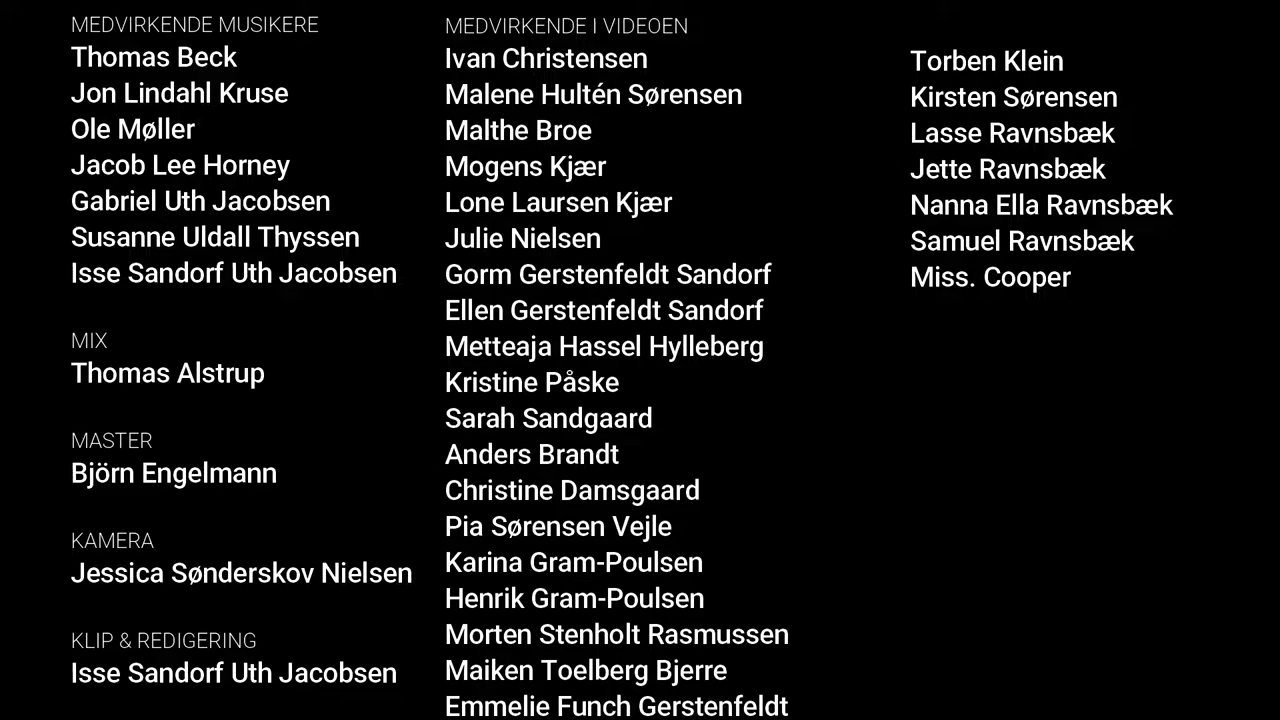 MEDVIRKENDE MUSIKERE
Thomas Beck
Jon Lindahl Kruse
Ole Møller
Jacob Lee Horney
Gabriel Uth Jacobsen
Susanne Uldall Thyssen
Isse Sandorf Uth Jacobsen
MIX
Thomas Alstrup
MASTER
Björn Engelmann
KAMERA
Jessica Sønderskov Nielsen
KLIP & REDIGERING
Isse Sandorf Uth Jacobsen
MEDVIRKENDE I VIDEOEN
Ivan Christensen
Malene Hultén Sørensen
Malthe Broe
Mogens Kjær
Lone Laursen Kjær
Julie Nielsen
Gorm Gerstenfeldt Sandorf
Ellen Gerstenfeldt Sandorf
Metteaja Hassel Hylleberg
Kristine Påske
Sarah Sandgaard
Anders Brandt
Christine Damsgaard
Pia Sørensen Vejle
Karina Gram-Poulsen
Henrik Gram-Poulsen
Morten Stenholt Rasmussen
Maiken Toelberg Bjerre
Emmelie Funch Gerstenfeldt
Torben Klein
Kirsten Sørensen
Lasse Ravnsbæk
Jette Ravnsbæk
Nanna Ella Ravnsbæk
Samuel Ravnsbæk
Miss. Cooper